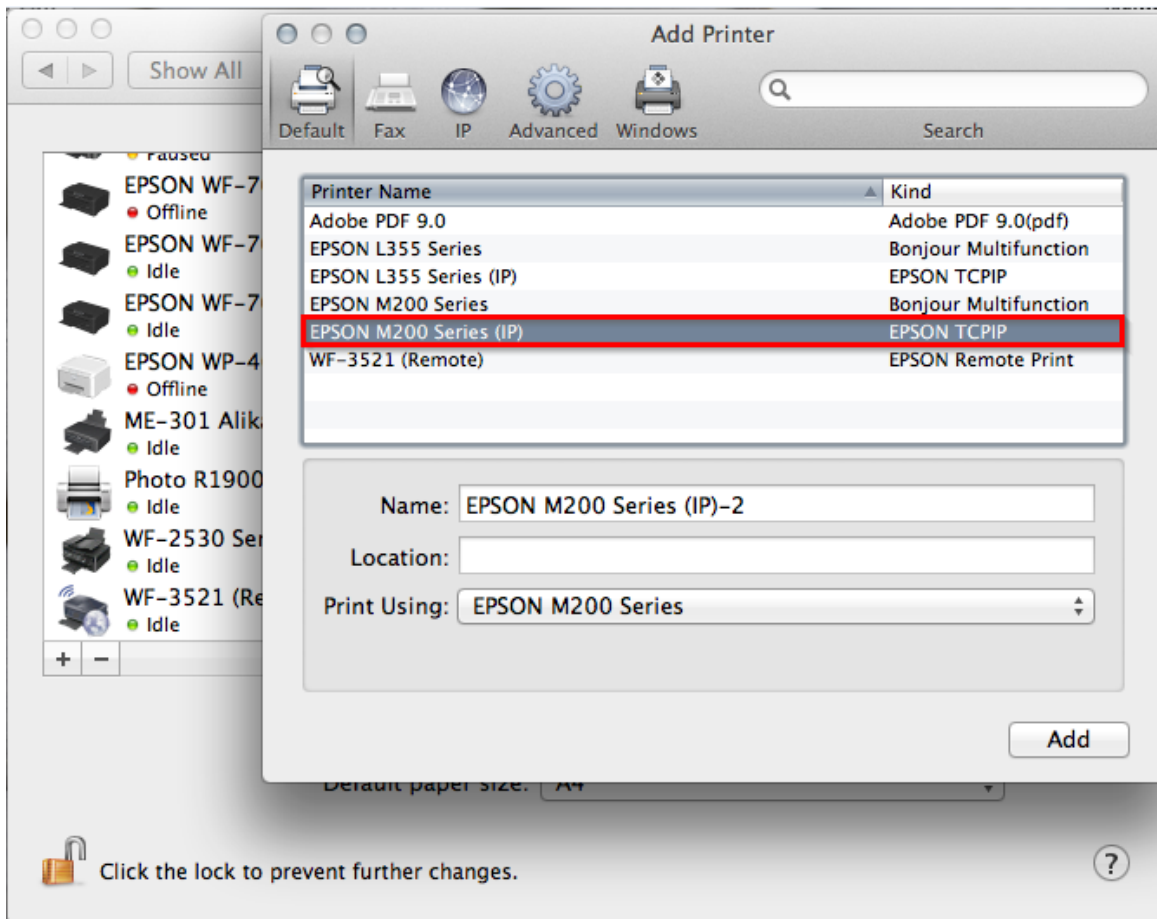 Add Printer
Show All
Default Fax IP Advanced Windows
Search
Paused
EPSON WF-7
Offline
EPSON WF-7
Idle
EPSON WF-7
Idle
EPSON WP-4
Offline
ME-301 Alika
Idle
Photo R1900
Idle
WF-2530 Ser
Idle
WF-3521 (Re
Idle
+ −
Printer Name Kind
Adobe PDF 9.0 Adobe PDF 9.0(pdf)
EPSON L355 Series Bonjour Multifunction
EPSON L355 Series (IP) EPSON TCPIP
EPSON M200 Series Bonjour Multifunction
EPSON M200 Series (IP) EPSON TCPIP
WF-3521 (Remote) EPSON Remote Print
Name: EPSON M200 Series (IP)-2
Location:
Print Using: EPSON M200 Series
Add
Default paper size: A4
Click the lock to prevent further changes.
?